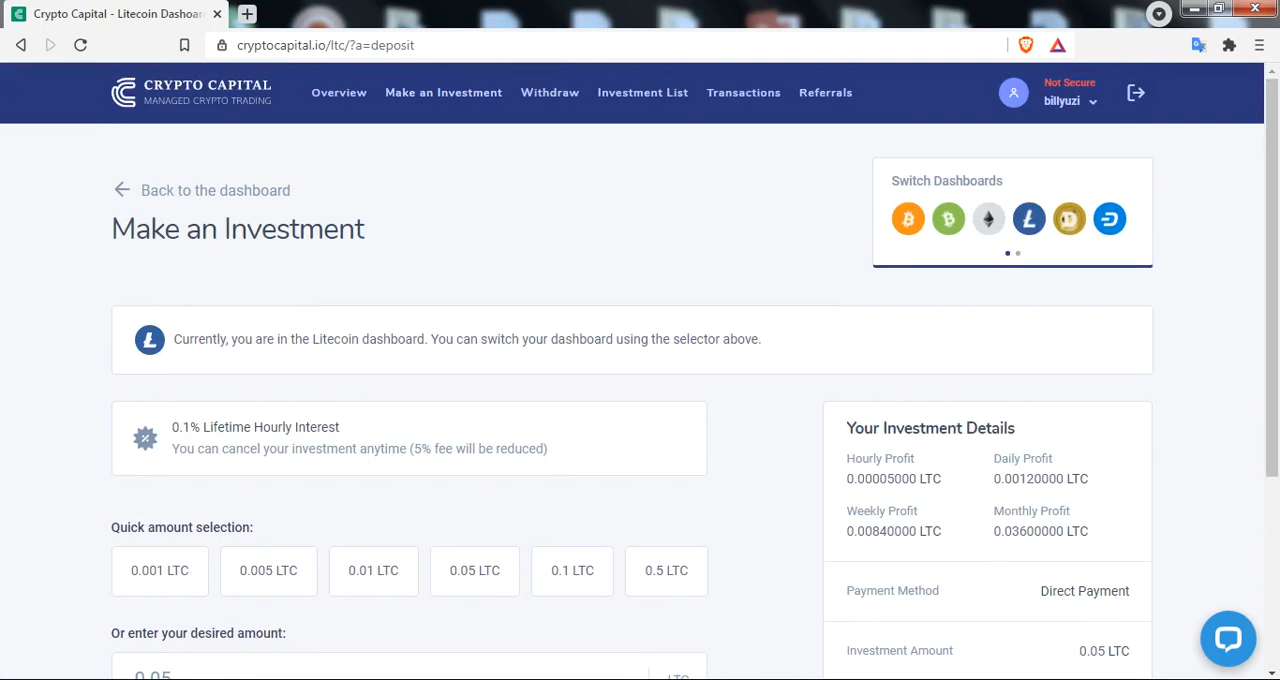 Crypto Capital - Litecoin Dashboar
cryptocapital.io/ltc/?a=deposit
CRYPTO CAPITAL
MANAGED CRYPTO TRADING
Overview
Make an Investment
Withdraw
Investment List
Transactions
Referrals
Not Secure
billyuzi
Back to the dashboard
Make an Investment
Switch Dashboards
Currently, you are in the Litecoin dashboard. You can switch your dashboard using the selector above.
0.1% Lifetime Hourly Interest
You can cancel your investment anytime (5% fee will be reduced)
Quick amount selection:
0.001 LTC
0.005 LTC
0.01 LTC
0.05 LTC
0.1 LTC
0.5 LTC
Or enter your desired amount:
0.05
LTC
Your Investment Details
Hourly Profit
Daily Profit
0.00005000 LTC
0.00120000 LTC
Weekly Profit
Monthly Profit
0.00840000 LTC
0.03600000 LTC
Payment Method
Direct Payment
Investment Amount
0.05 LTC